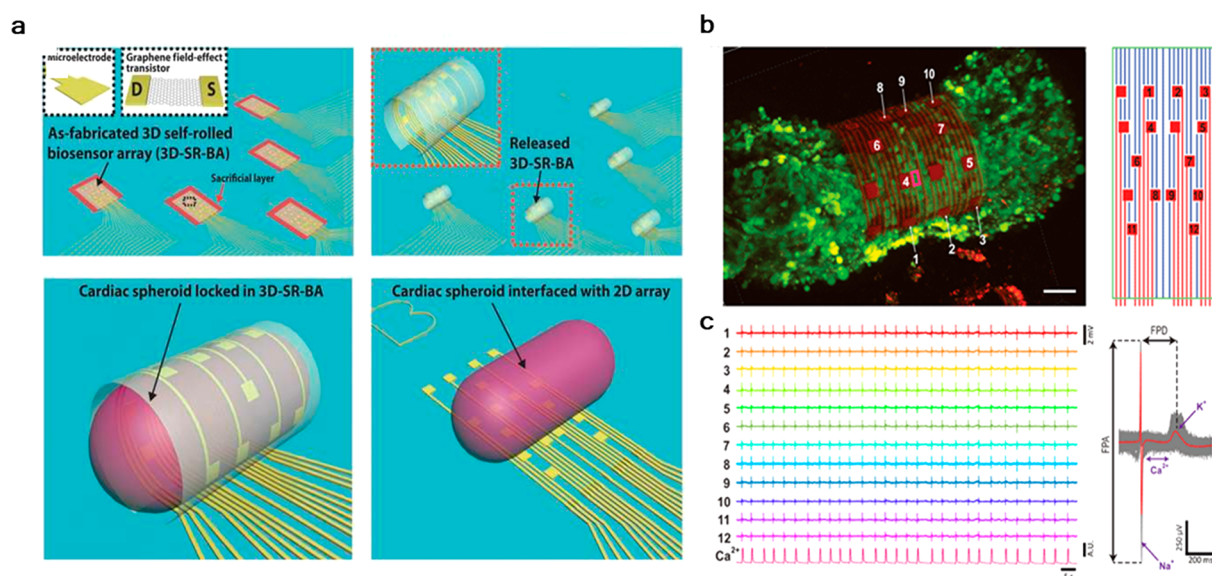 a
microelectrode
Graphene field-effect
transistor
D
S
As-fabricated 3D self-rolled
biosensor array (3D-SR-BA)
Sacrificial layer
Released
3D-SR-BA
Cardiac spheroid locked in 3D-SR-BA
Cardiac spheroid interfaced with 2D array
b
8
9
10
7
6
5
4
1
2
3
1
2
3
4
5
6
7
8
9
10
11
12
c
1
2
3
4
5
6
7
8
9
10
11
12
Ca²⁺
2 mV
A.U.
FPD
FPA
K⁺
Ca²⁺
Na⁺
250 µV
200 ms